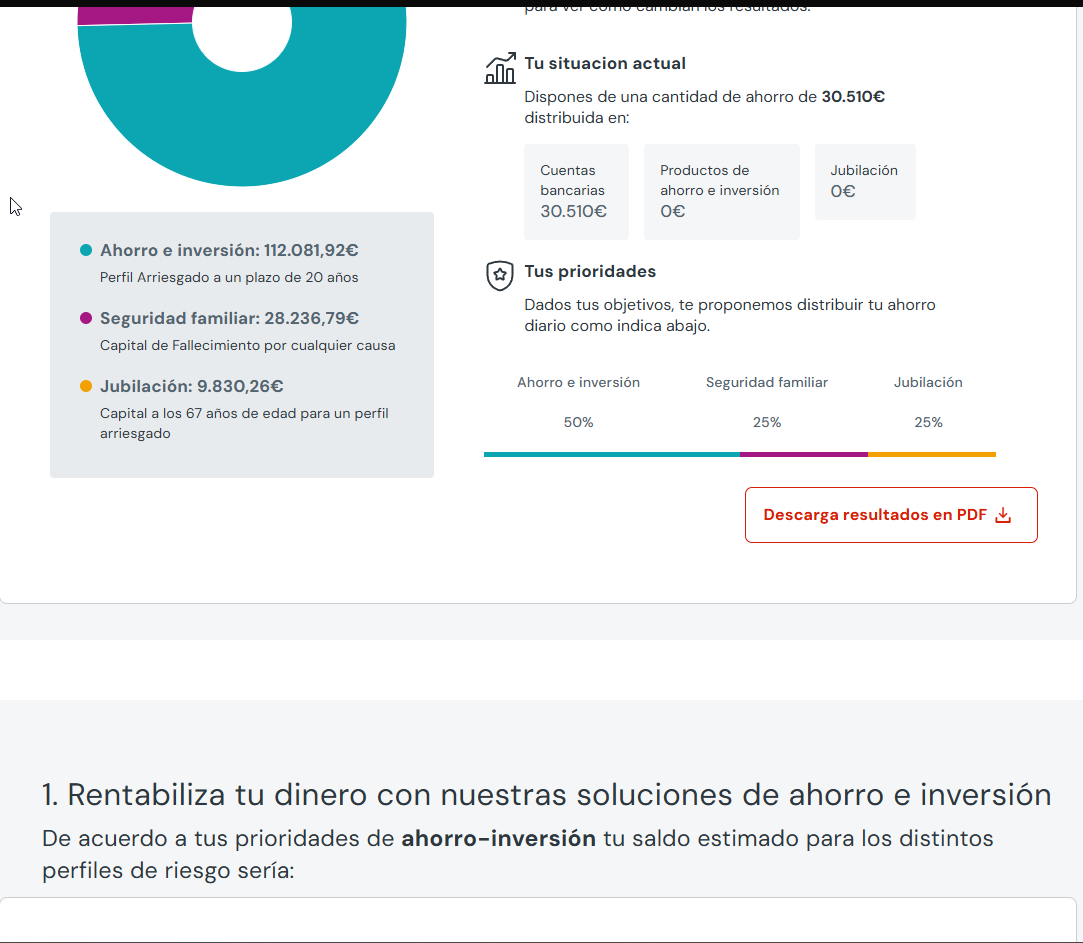 para ver cómo cambian los resultados.
Tu situacion actual
Dispones de una cantidad de ahorro de 30.510€
distribuida en:
Cuentas
bancarias
30.510€
Productos de
ahorro e inversión
0€
Jubilación
0€
Ahorro e inversión: 112.081,92€
Perfil Arriesgado a un plazo de 20 años
Seguridad familiar: 28.236,79€
Capital de Fallecimiento por cualquier causa
Jubilación: 9.830,26€
Capital a los 67 años de edad para un perfil
arriesgado
Tus prioridades
Dados tus objetivos, te proponemos distribuir tu ahorro
diario como indica abajo.
Ahorro e inversión
50%
Seguridad familiar
25%
Jubilación
25%
Descarga resultados en PDF
1. Rentabiliza tu dinero con nuestras soluciones de ahorro e inversión
De acuerdo a tus prioridades de ahorro-inversión tu saldo estimado para los distintos
perfiles de riesgo sería: